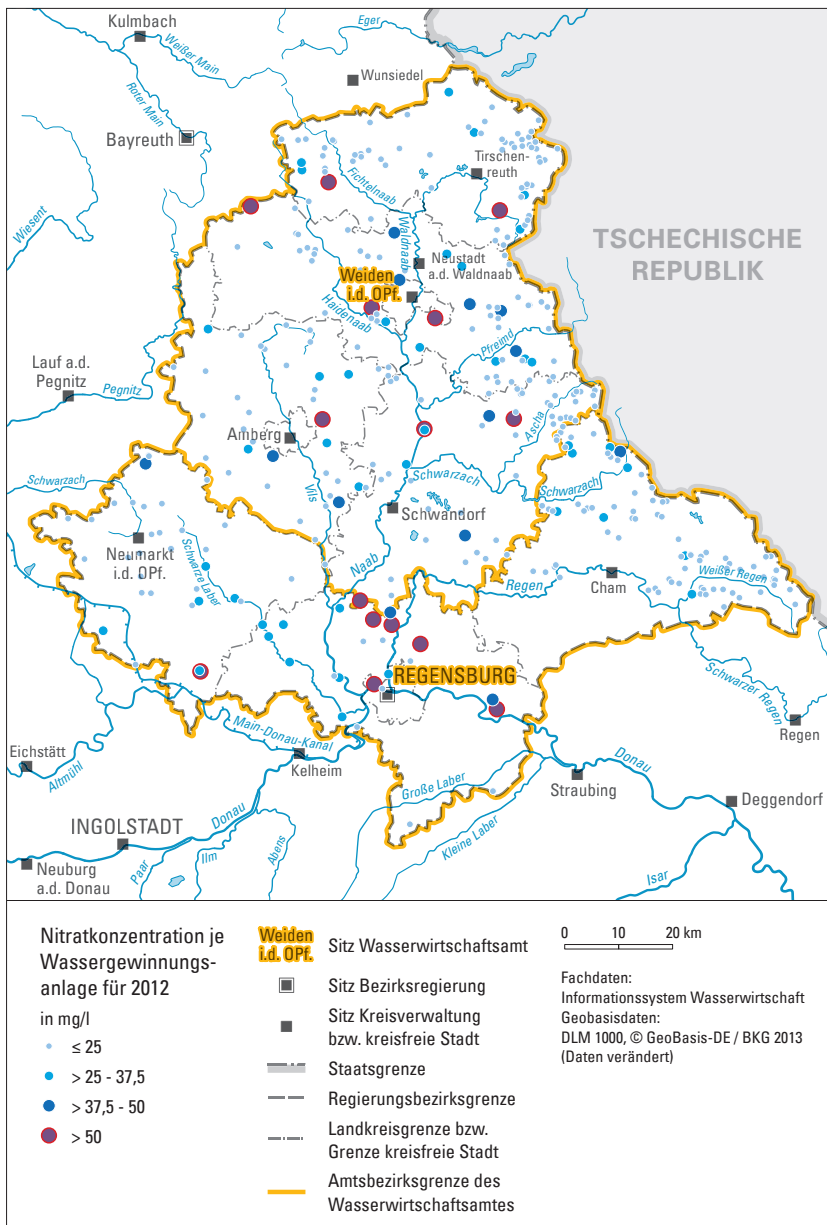 Kulmbach
Weißer Main
Eger
Wunsiedel
Roter Main
Bayreuth
Tirschen-
reuth
Fichtelnaab
Wiesent
Waldnaab
TSCHECHISCHE
REPUBLIK
Neustadt
a.d. Waldnaab
Weiden
i.d. OPf.
Haidenaab
Pfreimd
Lauf a.d.
Pegnitz
Pegnitz
Ascha
Amberg
Schwarzach
Schwarzach
Schwarzach
Vils
Schwandorf
Neumarkt
i.d. OPf.
Schwarze Laber
Naab
Regen
Cham
Weißer Regen
REGENSBURG
Schwarzer Regen
Regen
Main-Donau-Kanal
Eichstätt
Altmühl
Kelheim
Donau
Straubing
Große Laber
Deggendorf
INGOLSTADT
Donau
Kleine Laber
Neuburg
a.d. Donau
Paar
Ilm
Abens
Isar
Nitratkonzentration je
Wassergewinnungs-
anlage für 2012
in mg/l
≤ 25
> 25 - 37,5
> 37,5 - 50
> 50
Weiden
i.d. OPf.
Sitz Wasserwirtschaftsamt
Sitz Bezirksregierung
Sitz Kreisverwaltung
bzw. kreisfreie Stadt
Staatsgrenze
Regierungsbezirksgrenze
Landkreisgrenze bzw.
Grenze kreisfreie Stadt
Amtsbezirksgrenze des
Wasserwirtschaftsamtes
0 10 20 km
Fachdaten:
Informationssystem Wasserwirtschaft
Geobasisdaten:
DLM 1000, © GeoBasis-DE / BKG 2013
(Daten verändert)